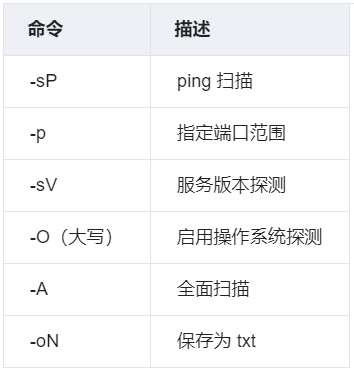 命令 描述
-sP ping 扫描
-p 指定端口范围
-sV 服务版本探测
-O（大写） 启用操作系统探测
-A 全面扫描
-oN 保存为 txt